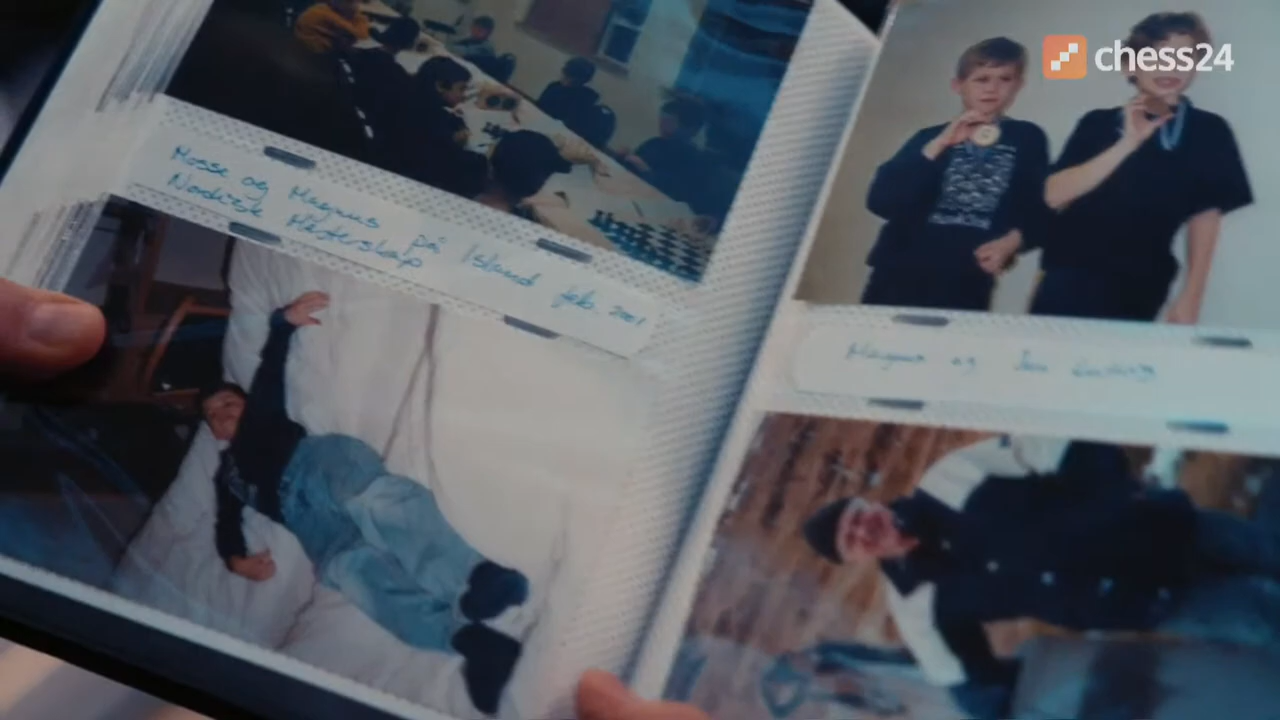 chess24
Mosse og Magnus på Island feb. 2001
Nordisk Mesterskap
Magnus og